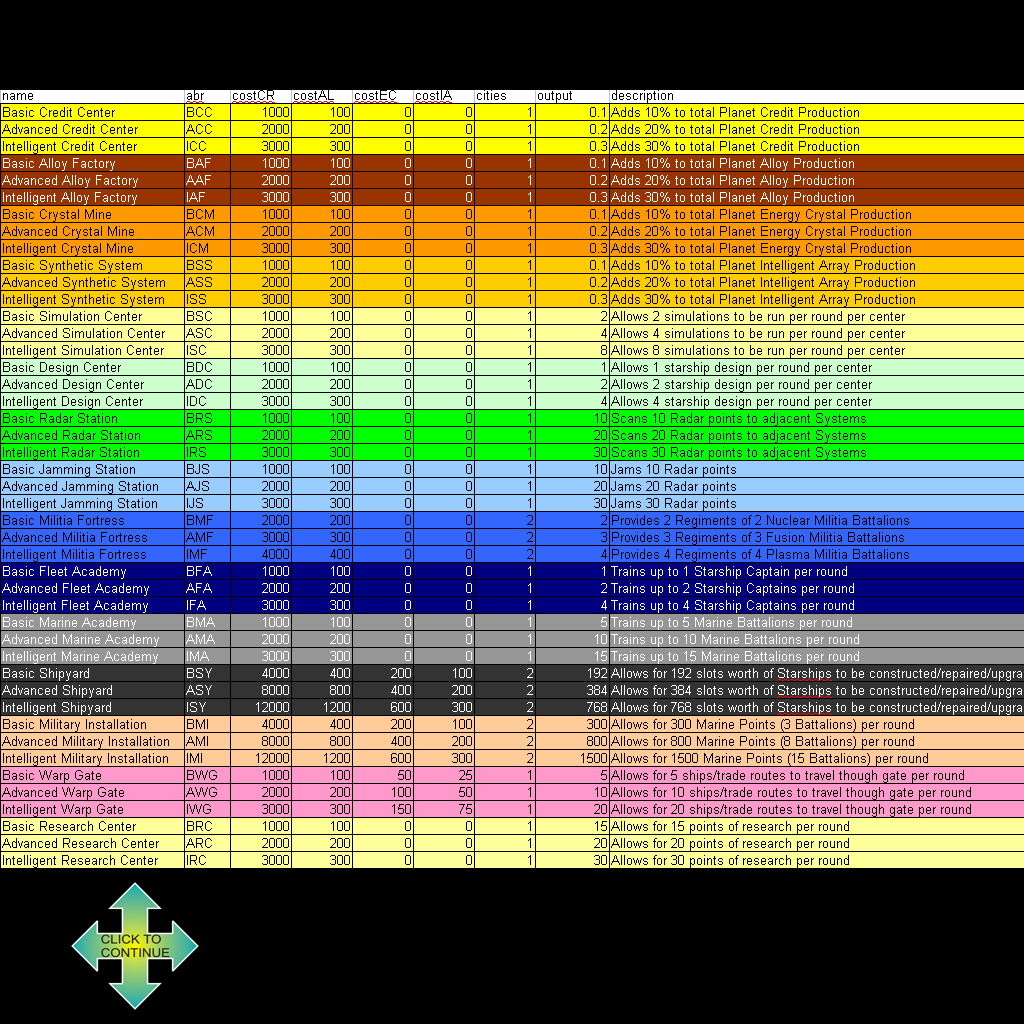 name abr costCR costAL costEC costIA cities output description
Basic Credit Center BCC 1000 100 0 0 1 0.1 Adds 10% to total Planet Credit Production
Advanced Credit Center ACC 2000 200 0 0 1 0.2 Adds 20% to total Planet Credit Production
Intelligent Credit Center ICC 3000 300 0 0 1 0.3 Adds 30% to total Planet Credit Production
Basic Alloy Factory BAF 1000 100 0 0 1 0.1 Adds 10% to total Planet Alloy Production
Advanced Alloy Factory AAF 2000 200 0 0 1 0.2 Adds 20% to total Planet Alloy Production
Intelligent Alloy Factory IAF 3000 300 0 0 1 0.3 Adds 30% to total Planet Alloy Production
Basic Crystal Mine BCM 1000 100 0 0 1 0.1 Adds 10% to total Planet Energy Crystal Production
Advanced Crystal Mine ACM 2000 200 0 0 1 0.2 Adds 20% to total Planet Energy Crystal Production
Intelligent Crystal Mine ICM 3000 300 0 0 1 0.3 Adds 30% to total Planet Energy Crystal Production
Basic Synthetic System BSS 1000 100 0 0 1 0.1 Adds 10% to total Planet Intelligent Array Production
Advanced Synthetic System ASS 2000 200 0 0 1 0.2 Adds 20% to total Planet Intelligent Array Production
Intelligent Synthetic System ISS 3000 300 0 0 1 0.3 Adds 30% to total Planet Intelligent Array Production
Basic Simulation Center BSC 1000 100 0 0 1 2 Allows 2 simulations to be run per round per center
Advanced Simulation Center ASC 2000 200 0 0 1 4 Allows 4 simulations to be run per round per center
Intelligent Simulation Center ISC 3000 300 0 0 1 8 Allows 8 simulations to be run per round per center
Basic Design Center BDC 1000 100 0 0 1 1 Allows 1 starship design per round per center
Advanced Design Center ADC 2000 200 0 0 1 2 Allows 2 starship design per round per center
Intelligent Design Center IDC 3000 300 0 0 1 4 Allows 4 starship design per round per center
Basic Radar Station BRS 1000 100 0 0 1 10 Scans 10 Radar points to adjacent Systems
Advanced Radar Station ARS 2000 200 0 0 1 20 Scans 20 Radar points to adjacent Systems
Intelligent Radar Station IRS 3000 300 0 0 1 30 Scans 30 Radar points to adjacent Systems
Basic Jamming Station BJS 1000 100 0 0 1 10 Jams 10 Radar points
Advanced Jamming Station AJS 2000 200 0 0 1 20 Jams 20 Radar points
Intelligent Jamming Station IJS 3000 300 0 0 1 30 Jams 30 Radar points
Basic Militia Fortress BMF 2000 200 0 0 2 2 Provides 2 Regiments of 2 Nuclear Militia Battalions
Advanced Militia Fortress AMF 3000 300 0 0 2 3 Provides 3 Regiments of 3 Fusion Militia Battalions
Intelligent Militia Fortress IMF 4000 400 0 0 2 4 Provides 4 Regiments of 4 Plasma Militia Battalions
Basic Fleet Academy BFA 1000 100 0 0 1 1 Trains up to 1 Starship Captain per round
Advanced Fleet Academy AFA 2000 200 0 0 1 2 Trains up to 2 Starship Captains per round
Intelligent Fleet Academy IFA 3000 300 0 0 1 4 Trains up to 4 Starship Captains per round
Basic Marine Academy BMA 1000 100 0 0 1 5 Trains up to 5 Marine Battalions per round
Advanced Marine Academy AMA 2000 200 0 0 1 10 Trains up to 10 Marine Battalions per round
Intelligent Marine Academy IMA 3000 300 0 0 1 15 Trains up to 15 Marine Battalions per round
Basic Shipyard BSY 4000 400 200 100 2 192 Allows for 192 slots worth of Starships to be constructed/repaired/upgra
Advanced Shipyard ASY 8000 800 400 200 2 384 Allows for 384 slots worth of Starships to be constructed/repaired/upgra
Intelligent Shipyard ISY 12000 1200 600 300 2 768 Allows for 768 slots worth of Starships to be constructed/repaired/upgra
Basic Military Installation BMI 4000 400 200 100 2 300 Allows for 300 Marine Points (3 Battalions) per round
Advanced Military Installation AMI 8000 800 400 200 2 800 Allows for 800 Marine Points (8 Battalions) per round
Intelligent Military Installation IMI 12000 1200 600 300 2 1500 Allows for 1500 Marine Points (15 Battalions) per round
Basic Warp Gate BWG 1000 100 50 25 1 5 Allows for 5 ships/trade routes to travel though gate per round
Advanced Warp Gate AWG 2000 200 100 50 1 10 Allows for 10 ships/trade routes to travel though gate per round
Intelligent Warp Gate IWG 3000 300 150 75 1 20 Allows for 20 ships/trade routes to travel though gate per round
Basic Research Center BRC 1000 100 0 0 1 15 Allows for 15 points of research per round
Advanced Research Center ARC 2000 200 0 0 1 20 Allows for 20 points of research per round
Intelligent Research Center IRC 3000 300 0 0 1 30 Allows for 30 points of research per round
CLICK TO
CONTINUE